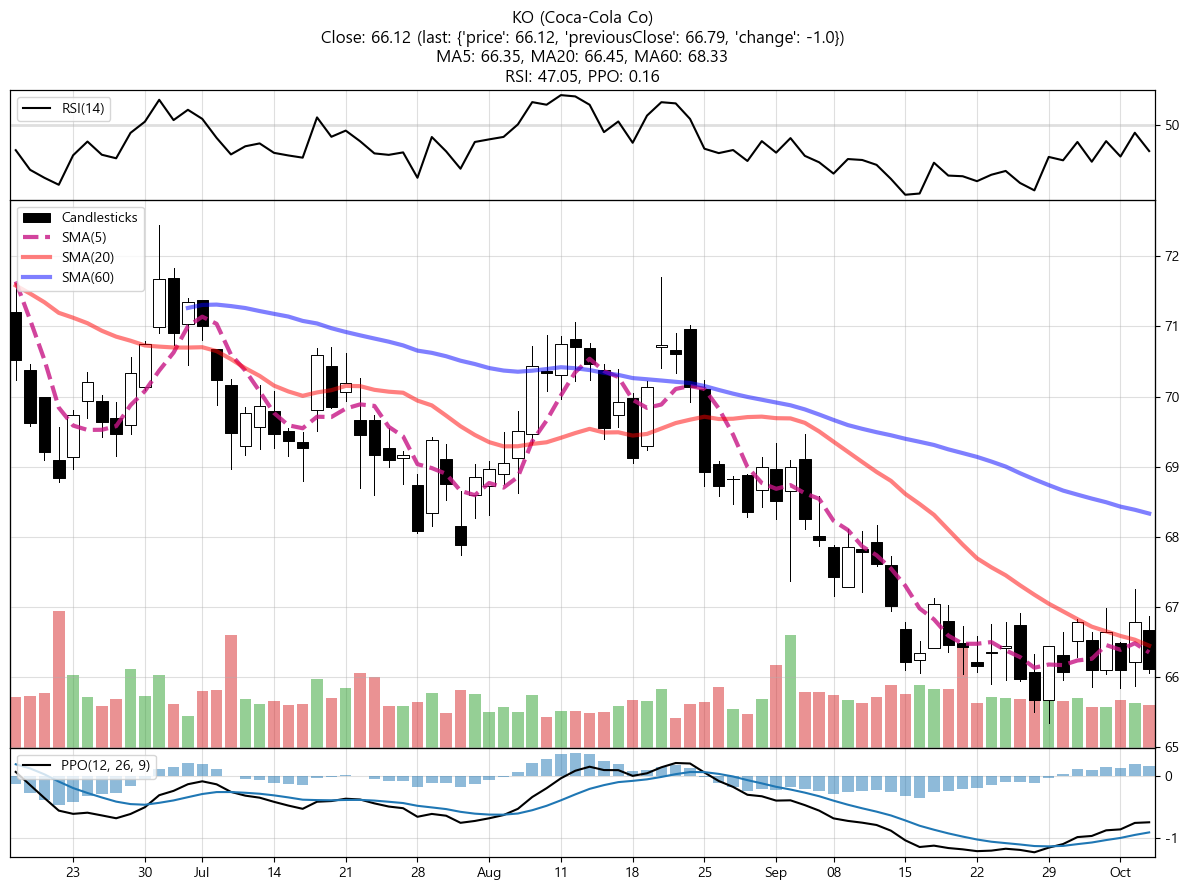 KO (Coca-Cola Co)
Close: 66.12 (last: {'price': 66.12, 'previousClose': 66.79, 'change': -1.0})
MA5: 66.35, MA20: 66.45, MA60: 68.33
RSI: 47.05, PPO: 0.16
RSI(14)
50
Candlesticks
SMA(5)
SMA(20)
SMA(60)
72
71
70
69
68
67
66
65
PPO(12, 26, 9)
0
-1
23 30 Jul 14 21 28 Aug 11 18 25 Sep 08 15 22 29 Oct